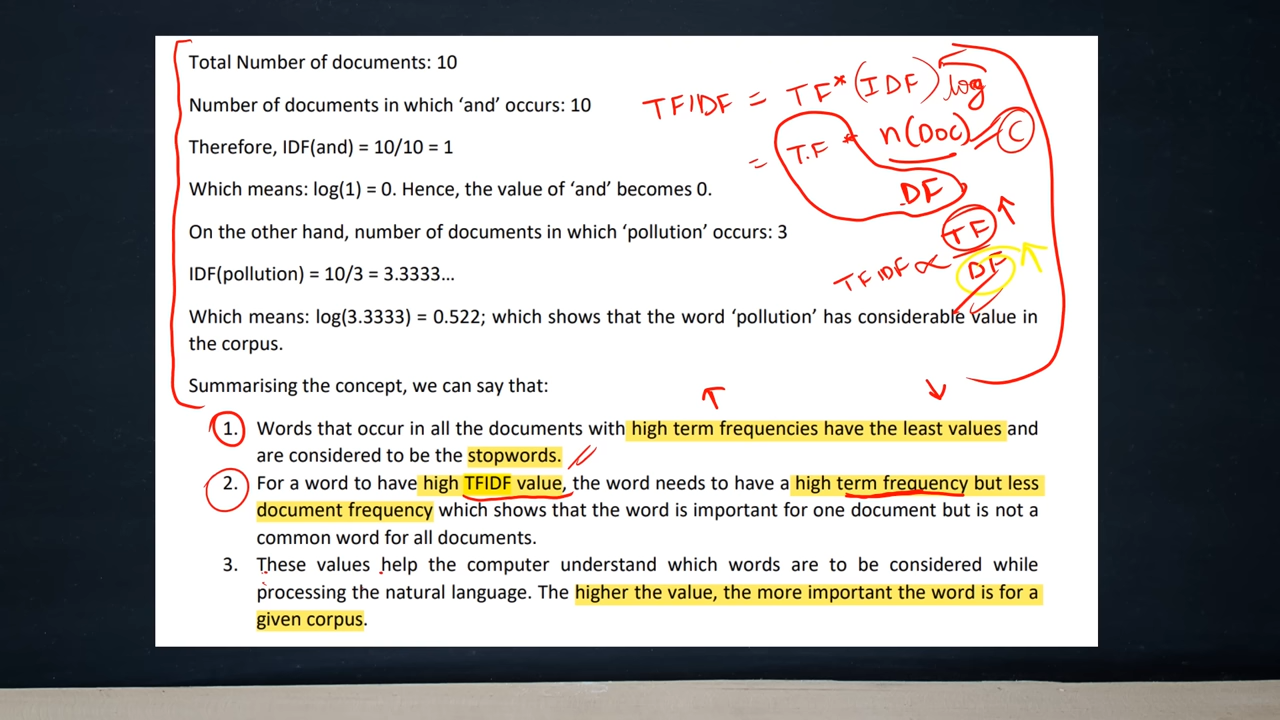 Total Number of documents: 10
TFIDF = TF* (IDF) log
Number of documents in which ‘and’ occurs: 10
= T.F * n(DOC) C
Therefore, IDF(and) = 10/10 = 1
DF
Which means: log(1) = 0. Hence, the value of ‘and’ becomes 0.
On the other hand, number of documents in which ‘pollution’ occurs: 3
TFIDF ∝ TF
DF
IDF(pollution) = 10/3 = 3.3333...
Which means: log(3.3333) = 0.522; which shows that the word ‘pollution’ has considerable value in
the corpus.
Summarising the concept, we can say that:
1. Words that occur in all the documents with high term frequencies have the least values and
are considered to be the stopwords.
2. For a word to have high TFIDF value, the word needs to have a high term frequency but less
document frequency which shows that the word is important for one document but is not a
common word for all documents.
3. These values help the computer understand which words are to be considered while
processing the natural language. The higher the value, the more important the word is for a
given corpus.